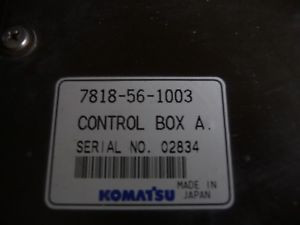 7818-56-1003
CONTROL BOX A.
SERIAL NO. 02834
KOMATSU MADE IN
JAPAN